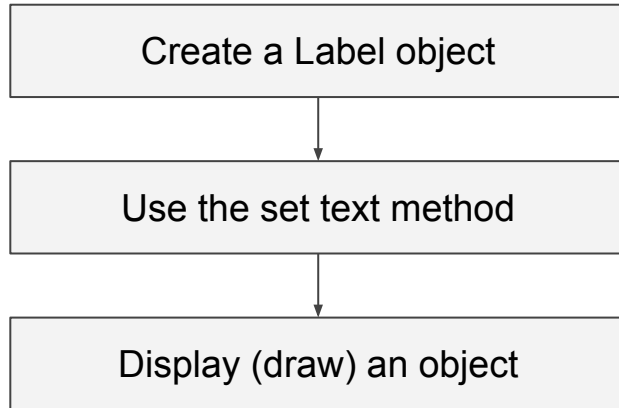 Create a Label object
Use the set text method
Display (draw) an object